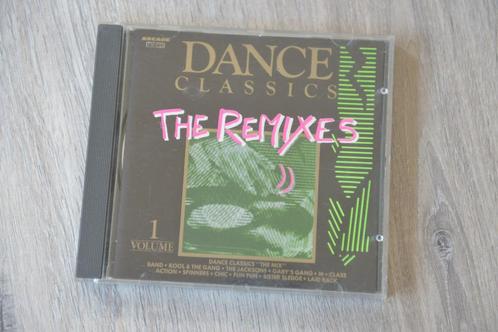 ARCADE
DANCE
CLASSICS
THE REMIXES
1
VOLUME
DANCE CLASSICS "THE MIX"
BAND • KOOL & THE GANG • THE JACKSONS • GARY'S GANG • M • CLASS
ACTION • SPINNERS • CHIC • FUN FUN • SISTER SLEDGE • LAID BACK